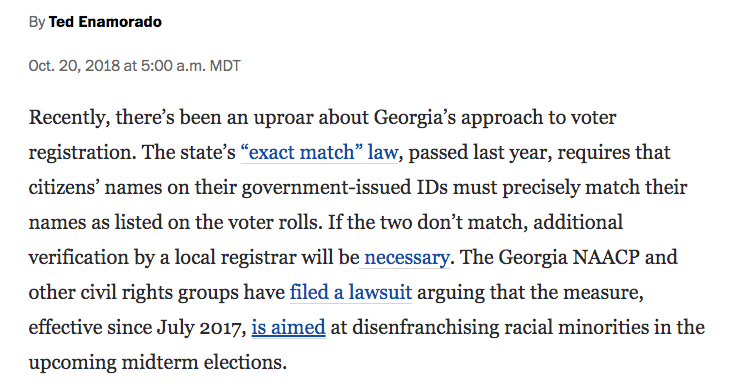 By Ted Enamorado
Oct. 20, 2018 at 5:00 a.m. MDT
Recently, there’s been an uproar about Georgia’s approach to voter
registration. The state’s “exact match” law, passed last year, requires that
citizens’ names on their government-issued IDs must precisely match their
names as listed on the voter rolls. If the two don’t match, additional
verification by a local registrar will be necessary. The Georgia NAACP and
other civil rights groups have filed a lawsuit arguing that the measure,
effective since July 2017, is aimed at disenfranchising racial minorities in the
upcoming midterm elections.